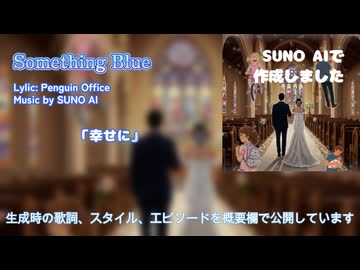 Something Blue
SUNO AIで
作成しました
Lylic: Penguin Office
Music by SUNO AI
「幸せに」
生成時の歌詞、スタイル、エピソードを概要欄で公開しています